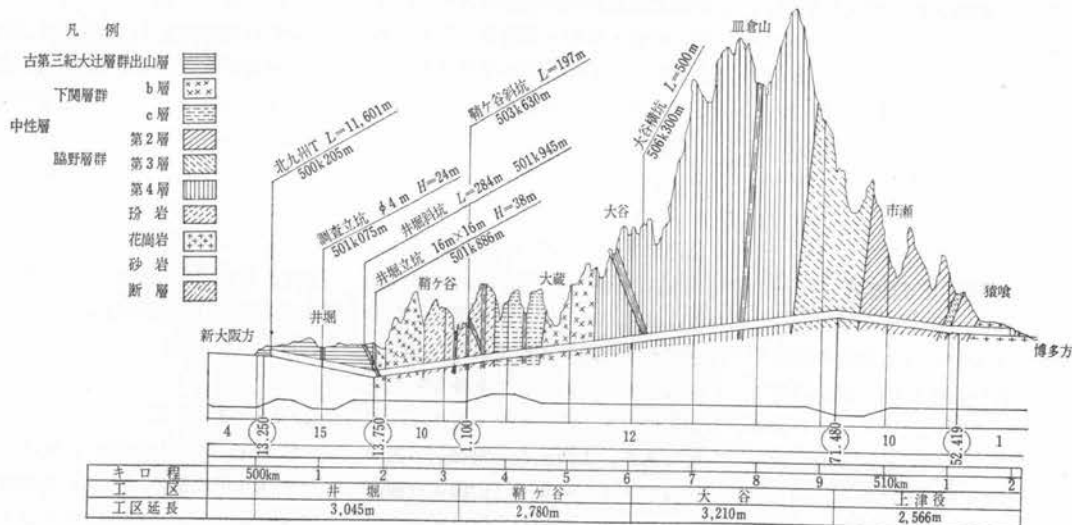 凡 例
古第三紀大辻層群出山層
下関層群 b 層
c 層
中性層
第2層
脇野層群 第3層
第4層
玢 岩
花崗岩
砂 岩
断 層
北九州T L=11,601m
500k205m
調査立坑 φ4m H=24m
501k075m
井堀斜坑 L=284m 501k945m
井堀立坑 16m×16m H=38m
501k886m
鞘ケ谷斜坑 L=197m
503k630m
大谷横坑 L=500m
506k300m
皿倉山
大谷
市瀬
鞘ケ谷
大蔵
猿喰
新大阪方
井堀
博多方
4 13.250 15 13.750 10 1.100 12 71.480 10 52.419 1
キロ程 500km 1 2 3 4 5 6 7 8 9 510km 1 2
工区 井堀 鞘ケ谷 大谷 上津役
工区延長 3,045m 2,780m 3,210m 2,566m